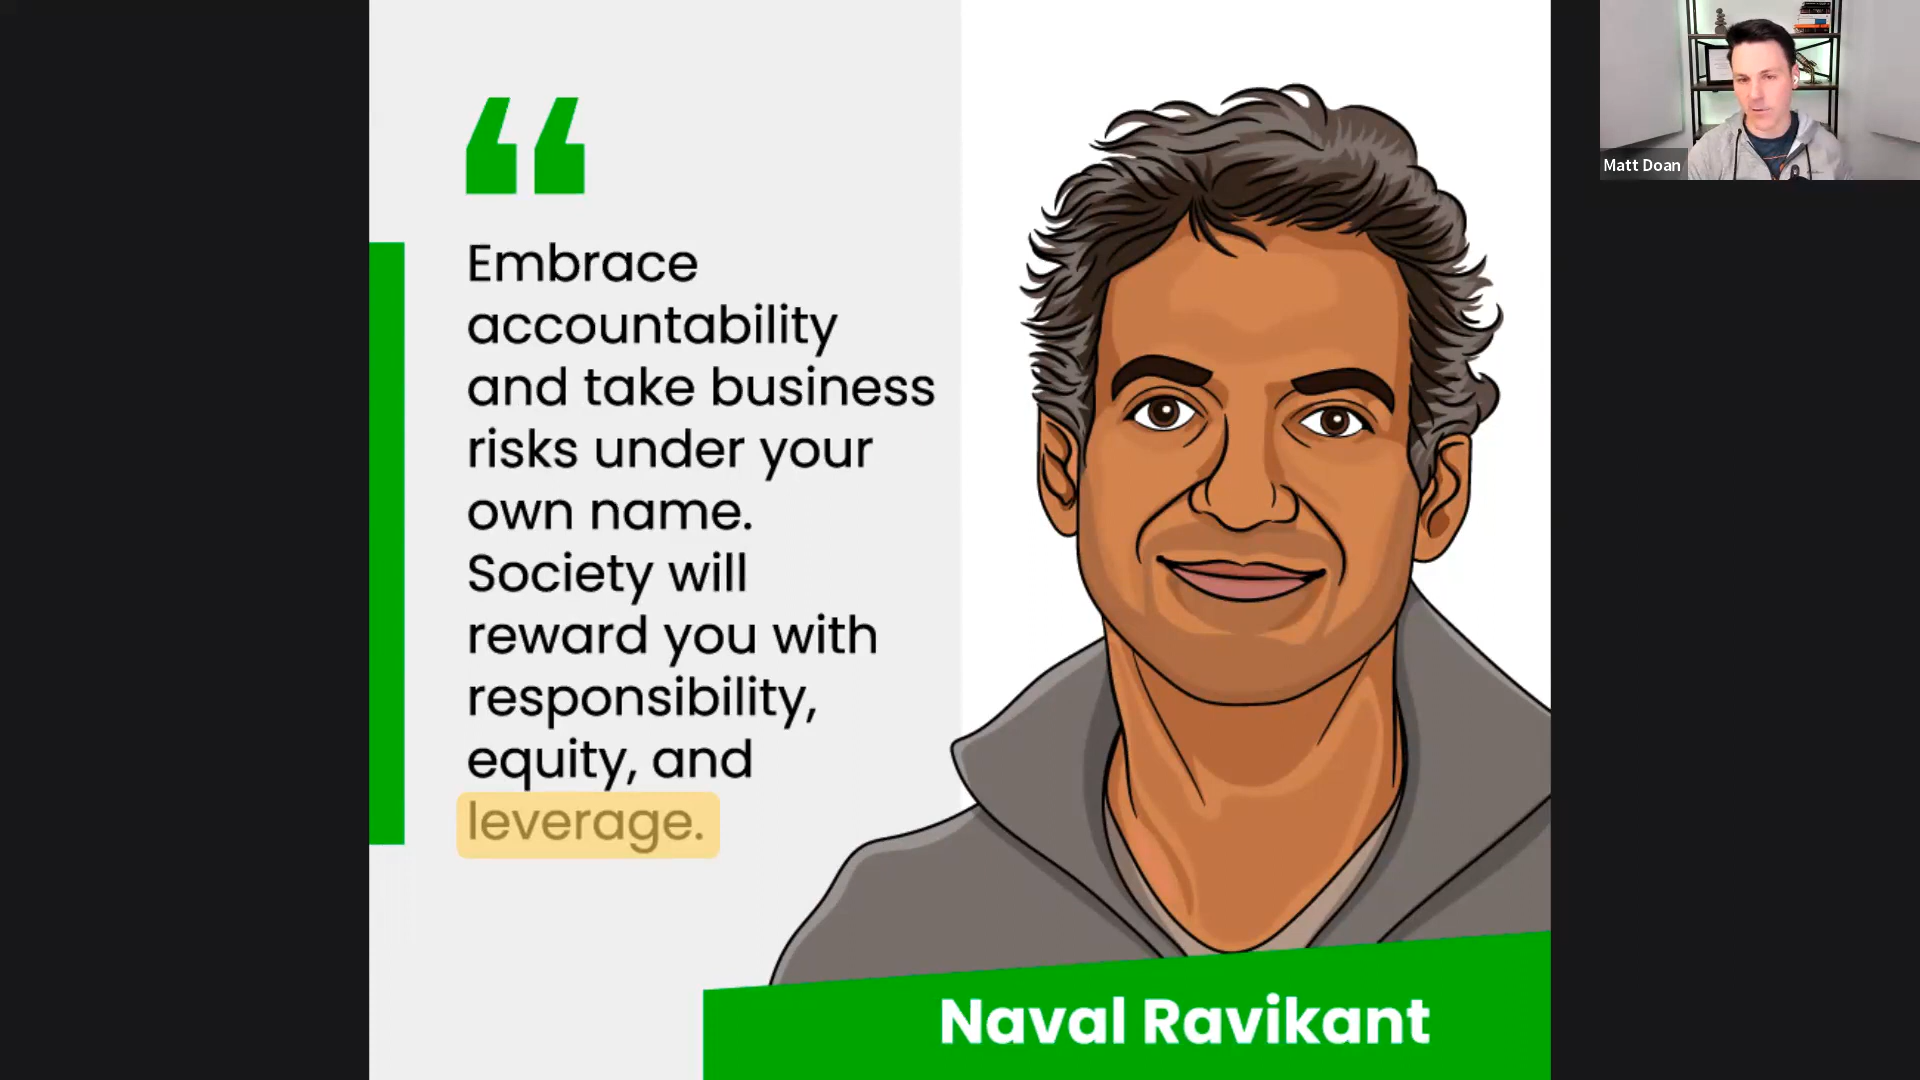 “
Embrace
accountability
and take business
risks under your
own name.
Society will
reward you with
responsibility,
equity, and
leverage.
Naval Ravikant
Matt Doan